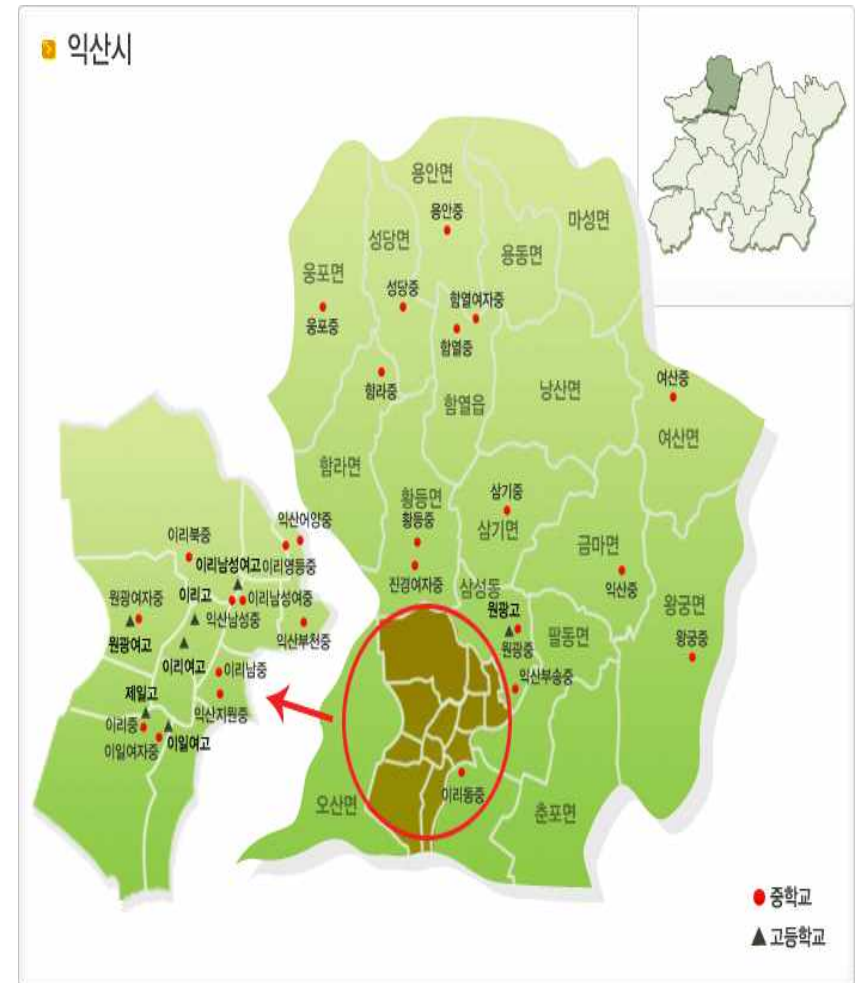 익산시
용안면
용안중
마성면
성당면
용동면
웅포면
성당중
함열여자중
웅포중
함열중
함라중
여산중
낭산면
함열읍
여산면
함라면
삼기중
황등면
황등중
삼기면
금마면
진경여자중
삼성동
익산중
왕궁면
원광고
원광중
팔동면
왕궁중
익산부송중
이리동중
오산면
춘포면
익산어양중
이리북중
이리남성여고
이리영등중
원광여자중
이리고
이리남성여중
익산남성중
원광여고
익산부천중
이리여고
이리남중
제일고
익산지원중
이리중
이일여자중
이일여고
중학교
고등학교